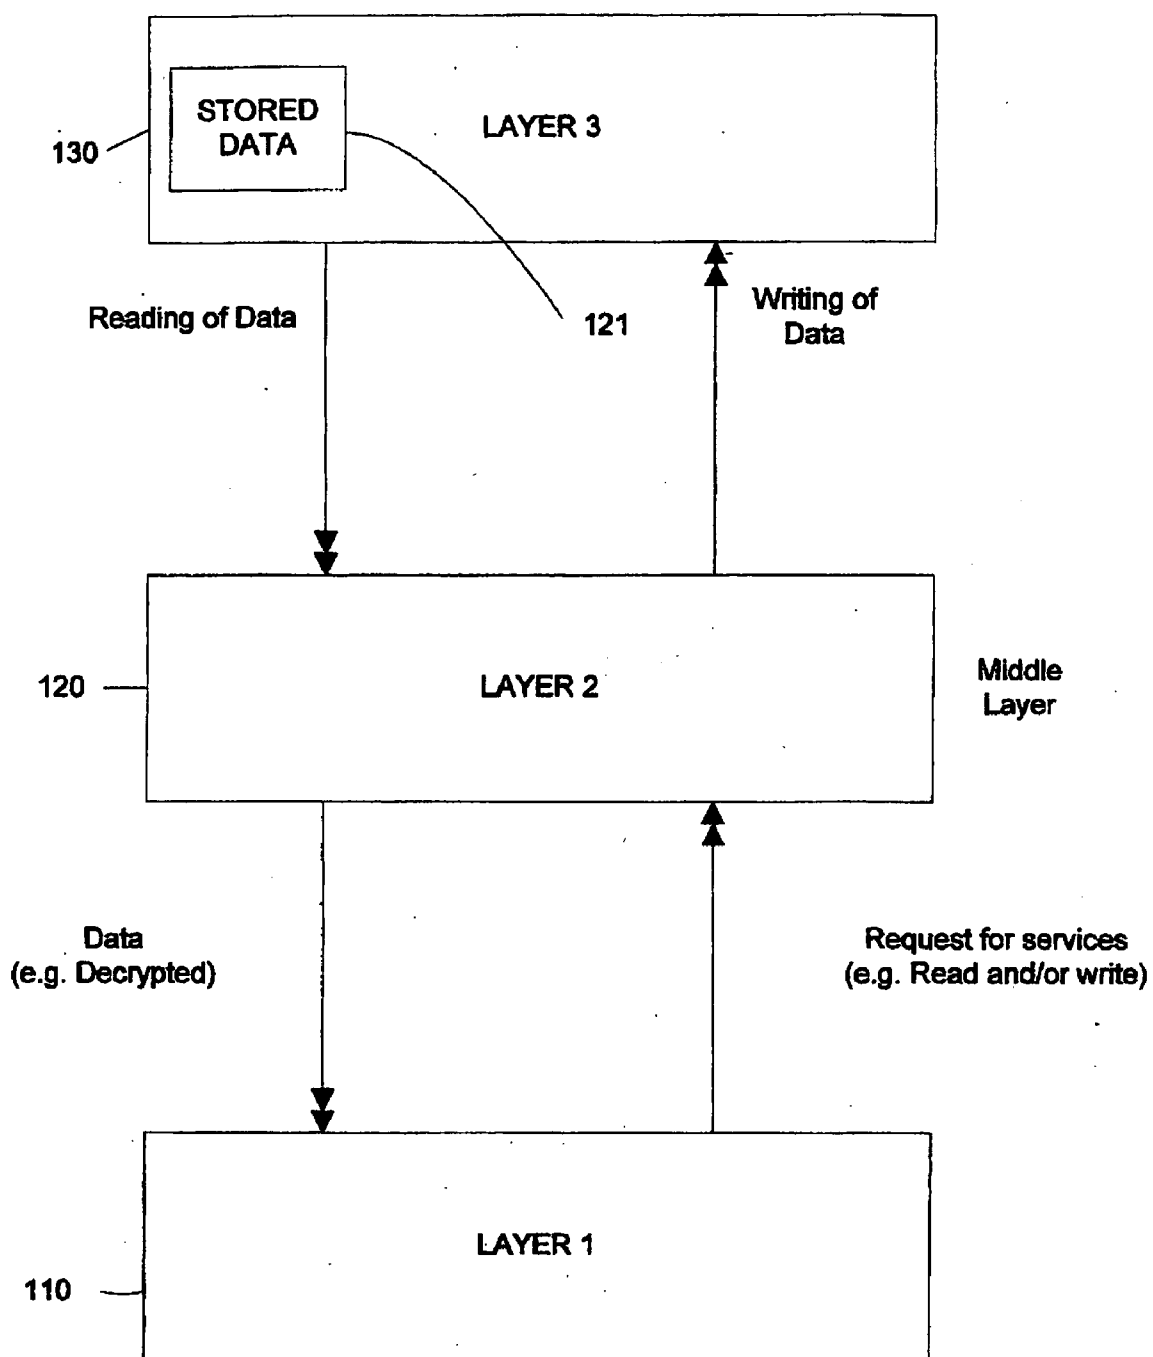 STORED
DATA
LAYER 3
130
Reading of Data
121
Writing of
Data
120
LAYER 2
Middle
Layer
Data
(e.g. Decrypted)
Request for services
(e.g. Read and/or write)
LAYER 1
110